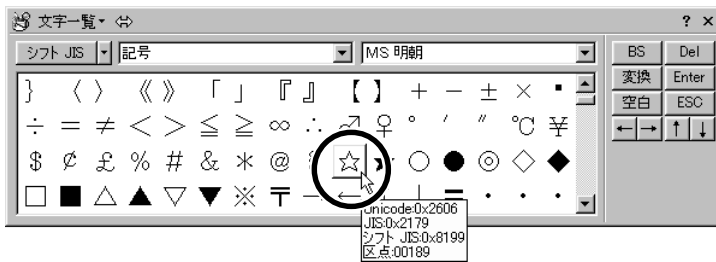 文字一覧
シフト JIS 記号 MS 明朝 BS Del
変換 Enter
空白 ESC
← → ↑ ↓
} 〈 〉 《 》 「 」 『 』 【 】 + − ± ×
÷ = ≠ < > ≦ ≧ ∞ ∴ ♂ ♀ ° ′ ″ ℃ ¥
$ ¢ £ % # & * @ ☆ ○ ● ◎ ◇ ◆
□ ■ △ ▲ ▽ ▼ ※ 〒 → ←
Unicode:0x2606
JIS:0x2179
シフト JIS:0x8199
区点:00189